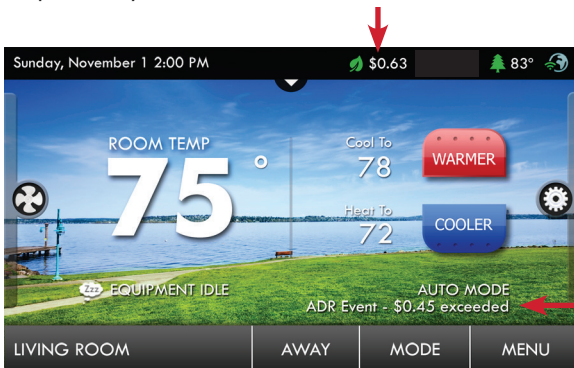 Sunday, November 1 2:00 PM $0.63 83°
ROOM TEMP
75°
Cool To
78
WARMER
Heat To
72
COOLER
Zzz EQUIPMENT IDLE
AUTO MODE
ADR Event - $0.45 exceeded
LIVING ROOM AWAY MODE MENU